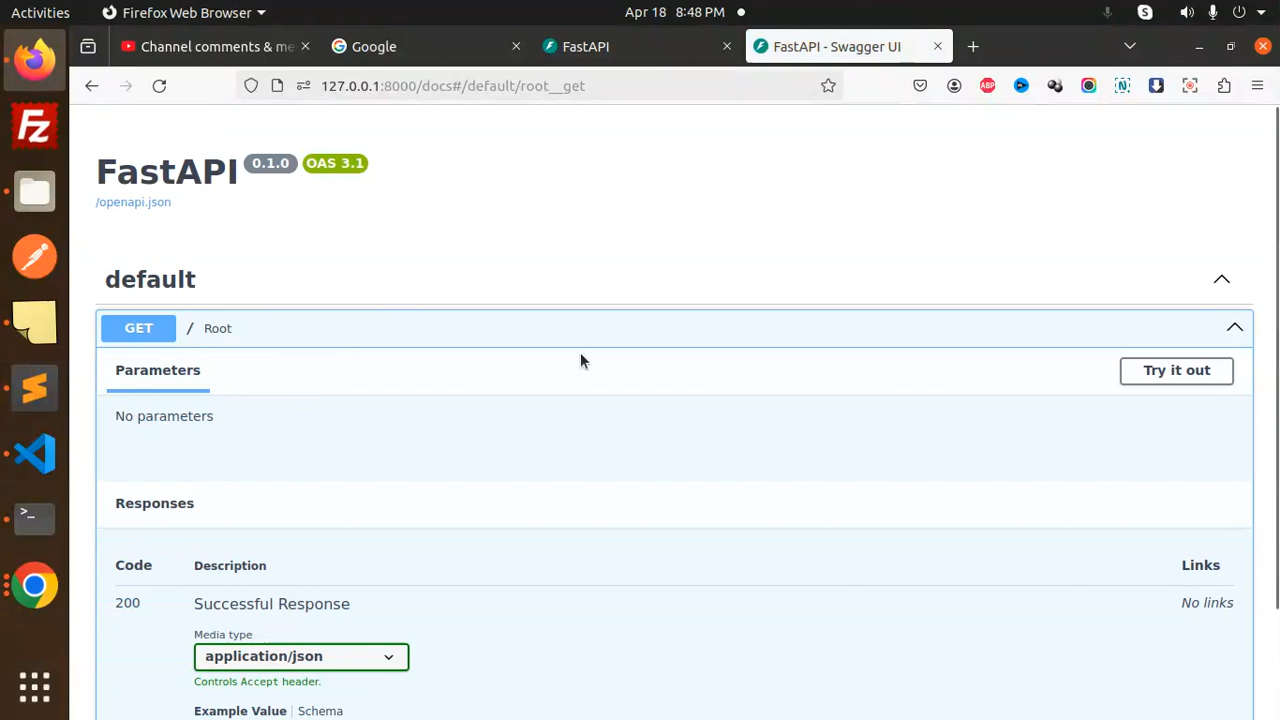 Activities Firefox Web Browser Apr 18 8:48 PM
Channel comments & me Google FastAPI FastAPI - Swagger UI
127.0.0.1:8000/docs#/default/root__get
FastAPI 0.1.0 OAS 3.1
/openapi.json
default
GET / Root
Parameters Try it out
No parameters
Responses
Code Description Links
200 Successful Response No links
Media type
application/json
Controls Accept header.
Example Value Schema